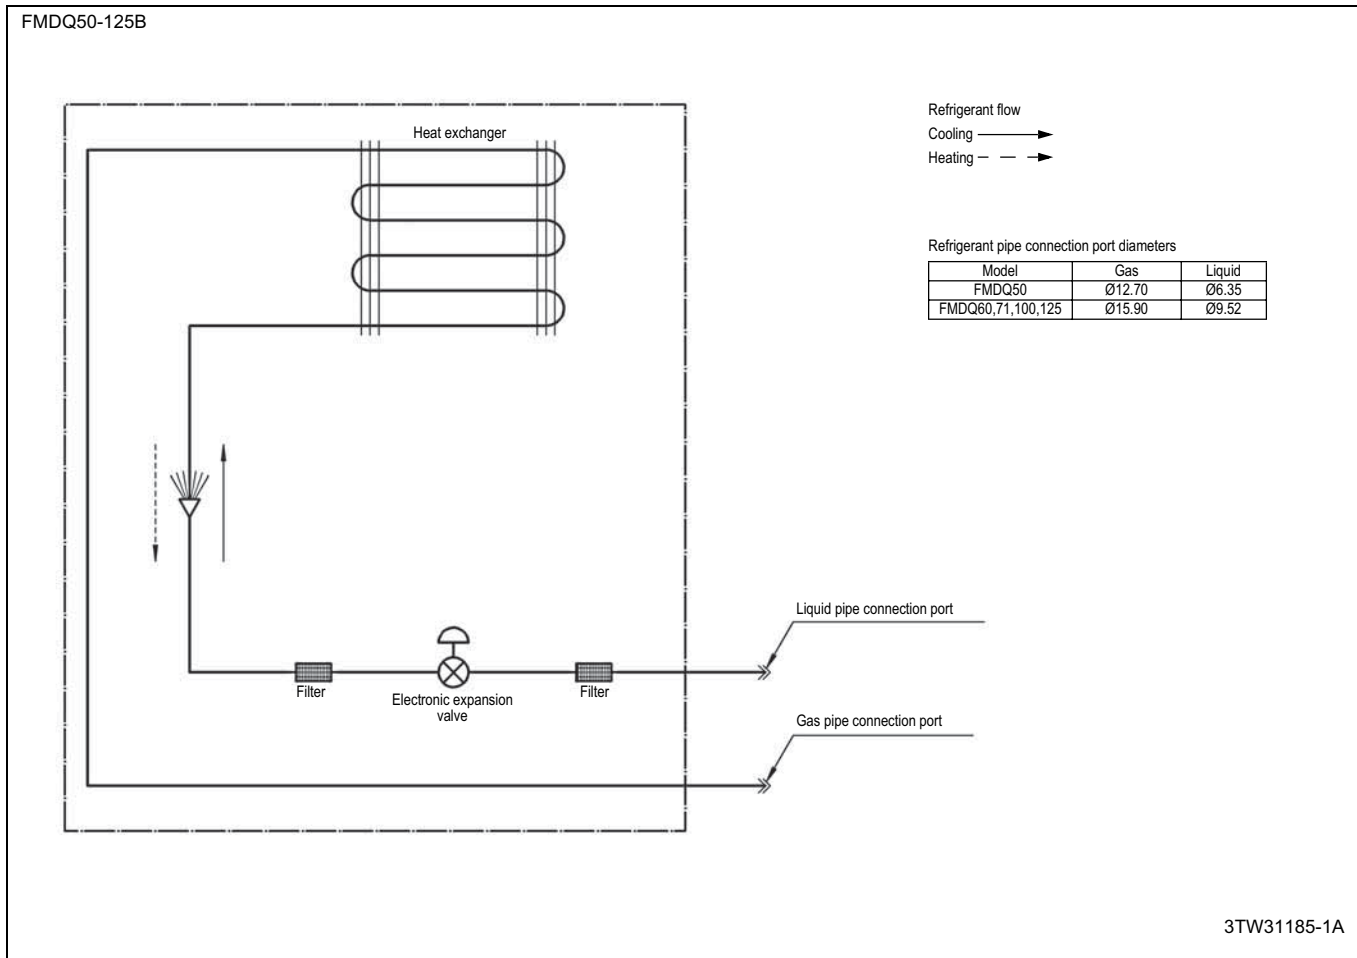 FMDQ50-125B
Heat exchanger
Refrigerant flow
Cooling
Heating
Refrigerant pipe connection port diameters
Model Gas Liquid
FMDQ50 Ø12.70 Ø6.35
FMDQ60,71,100,125 Ø15.90 Ø9.52
Liquid pipe connection port
Filter
Electronic expansion
valve
Filter
Gas pipe connection port
3TW31185-1A